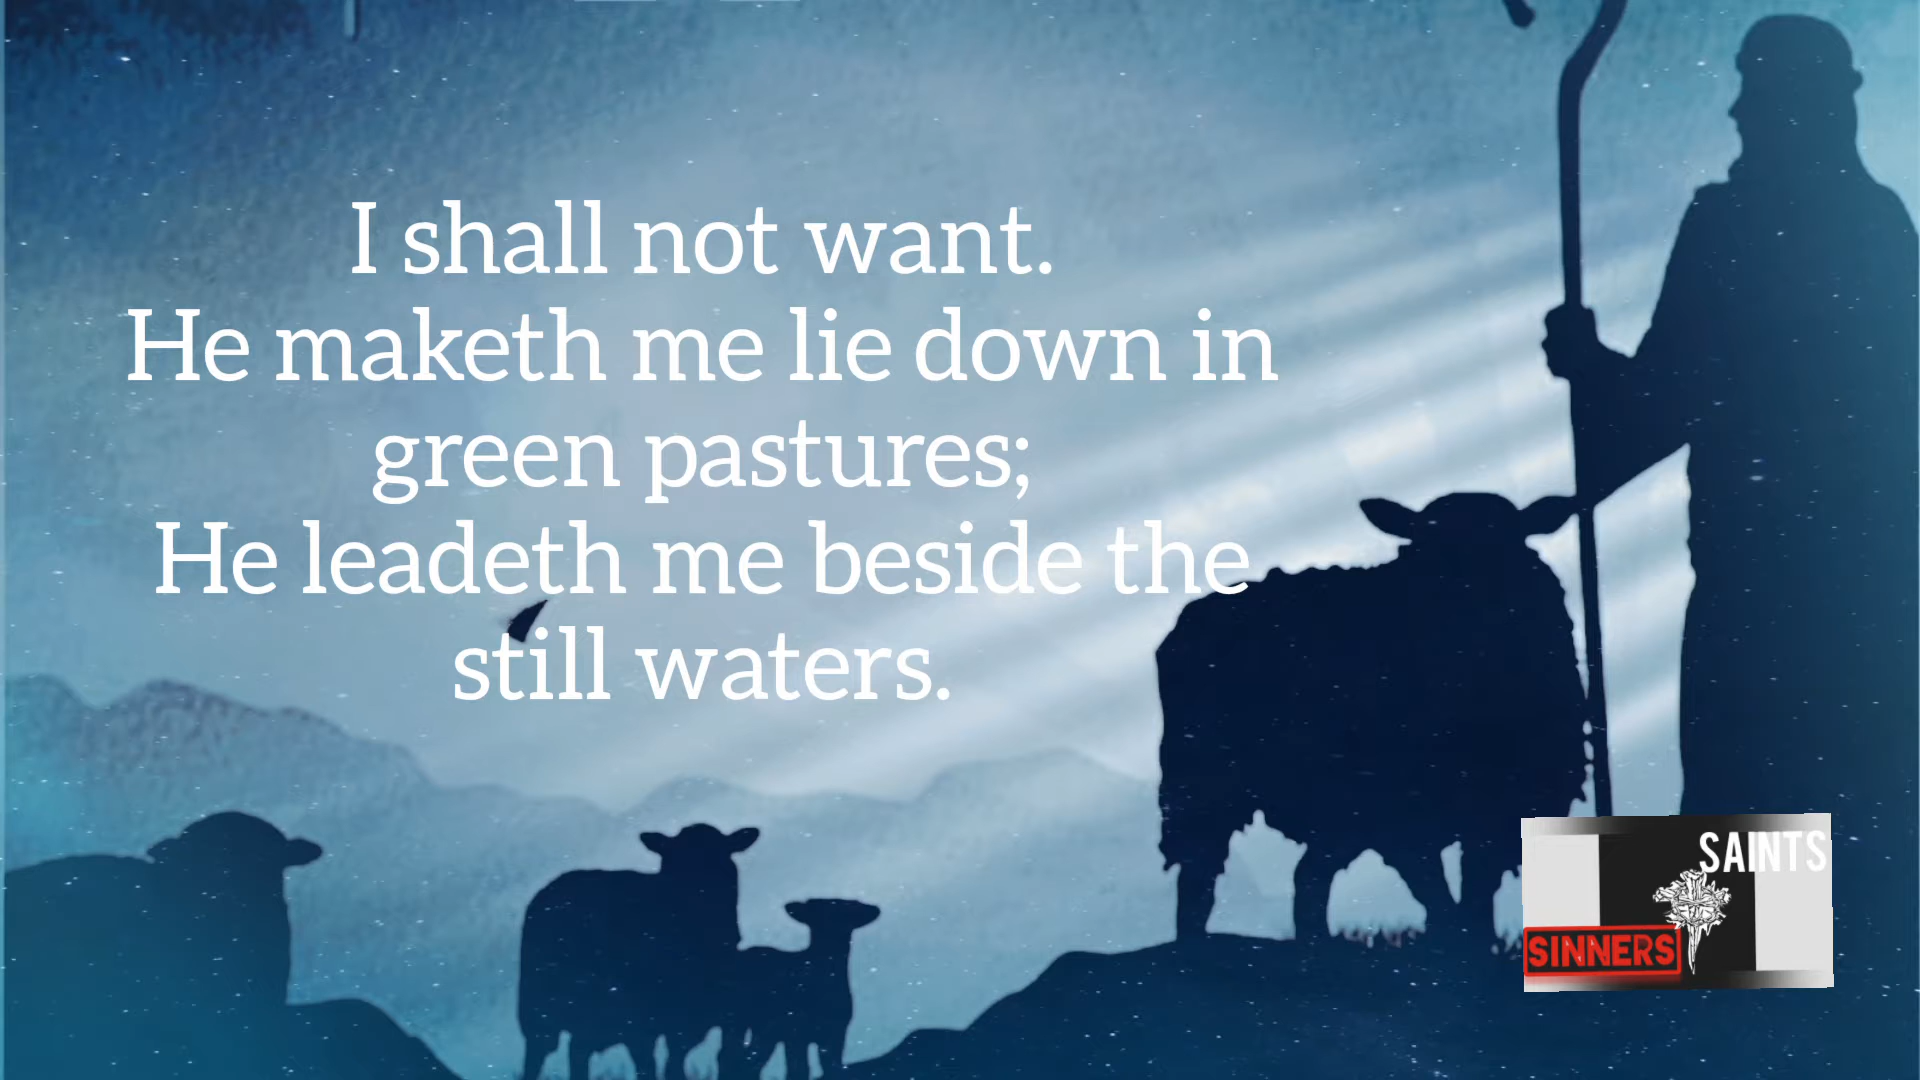 I shall not want.
He maketh me lie down in
green pastures;
He leadeth me beside the
still waters.
SAINTS
SINNERS